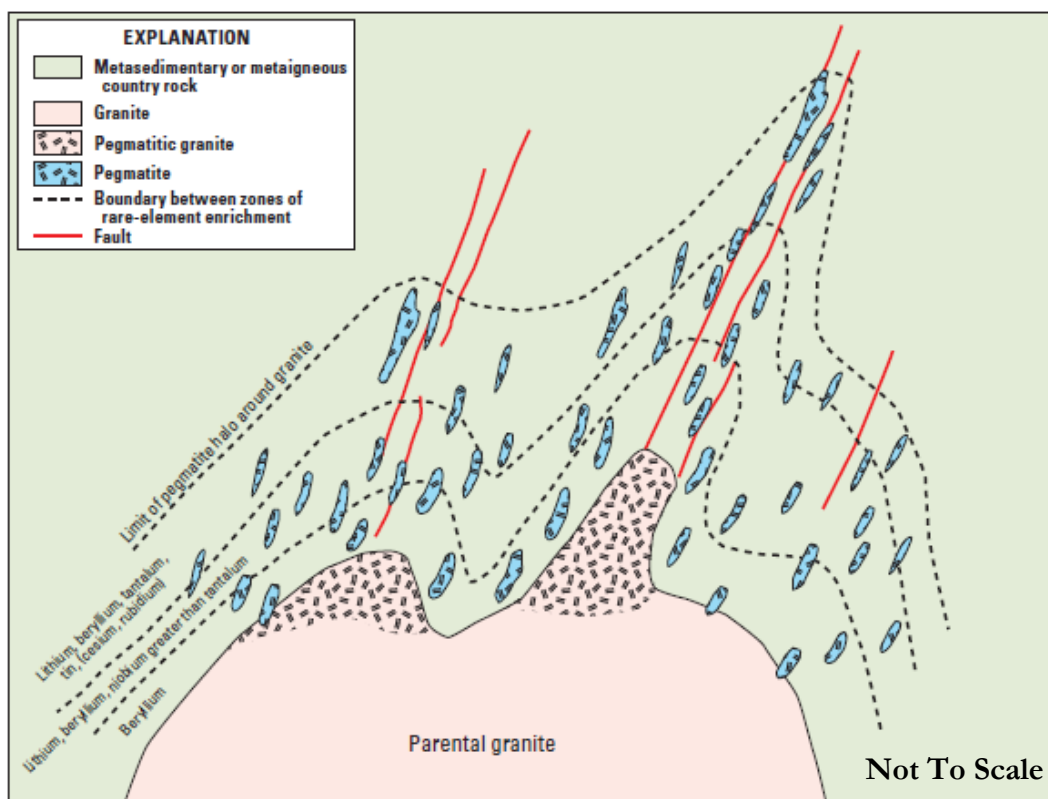 EXPLANATION
Metasedimentary or metaigneous
country rock
Granite
Pegmatitic granite
Pegmatite
Boundary between zones of
rare-element enrichment
Fault
Limit of pegmatite halo around granite
Lithium, beryllium, tantalum,
tin, (cesium, rubidium)
Lithium, beryllium, niobium greater than tantalum
Beryllium
Parental granite
Not To Scale